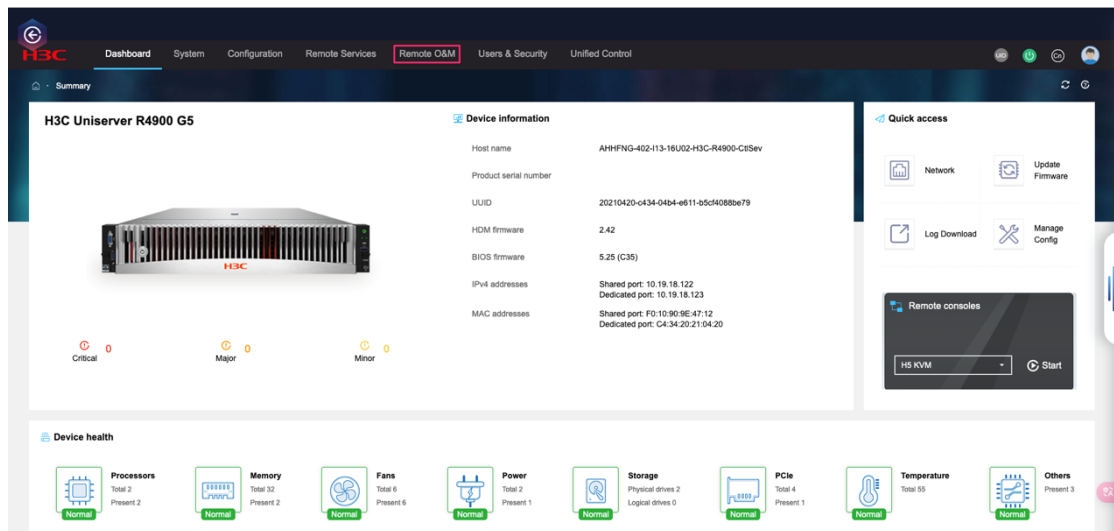 H3C
Dashboard System Configuration Remote Services Remote O&M Users & Security Unified Control
UID
Cn
Summary
H3C Uniserver R4900 G5
H3C
Critical 0
Major 0
Minor 0
Device information
Host name AHHFNG-402-I13-16U02-H3C-R4900-CtlSev
Product serial number
UUID 20210420-c434-04b4-e611-b5cf4088be79
HDM firmware 2.42
BIOS firmware 5.25 (C35)
IPv4 addresses Shared port: 10.19.18.122
Dedicated port: 10.19.18.123
MAC addresses Shared port: F0:10:90:9E:47:12
Dedicated port: C4:34:20:21:04:20
Quick access
Network
Update
Firmware
Log Download
Manage
Config
Remote consoles
H5 KVM
Start
Device health
Processors
Total 2
Present 2
Normal
Memory
Total 32
Present 2
Normal
Fans
Total 6
Present 6
Normal
Power
Total 2
Present 1
Normal
Storage
Physical drives 2
Logical drives 0
Normal
PCIe
Total 4
Present 1
Normal
Temperature
Total 55
Normal
Others
Present 3
Normal